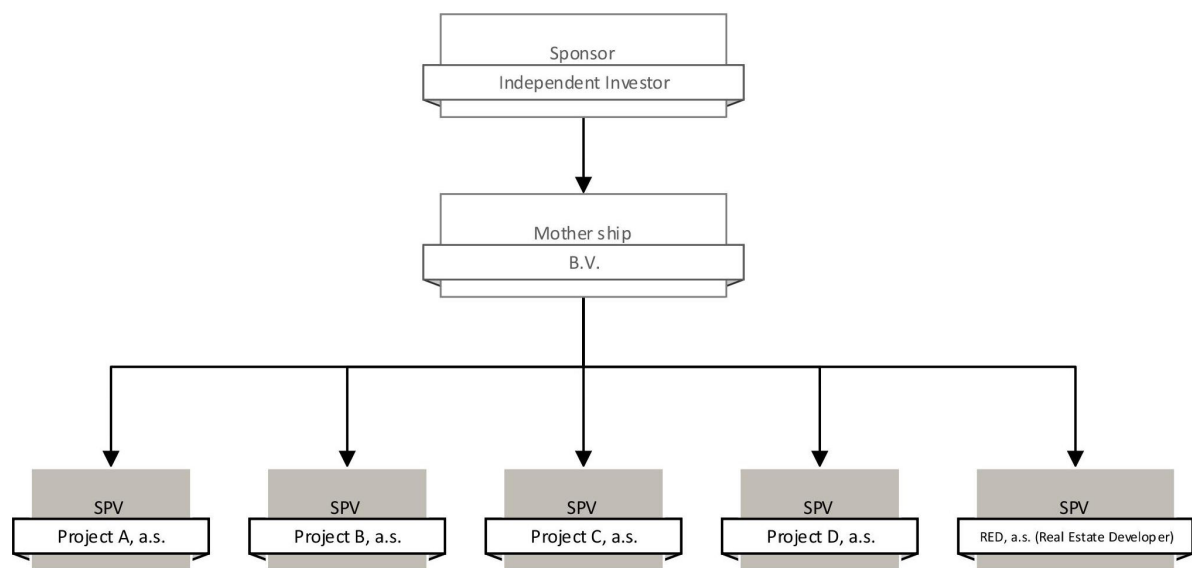 Sponsor
Independent Investor
Mother ship
B.V.
SPV
Project A, a.s.
SPV
Project B, a.s.
SPV
Project C, a.s.
SPV
Project D, a.s.
SPV
RED, a.s. (Real Estate Developer)